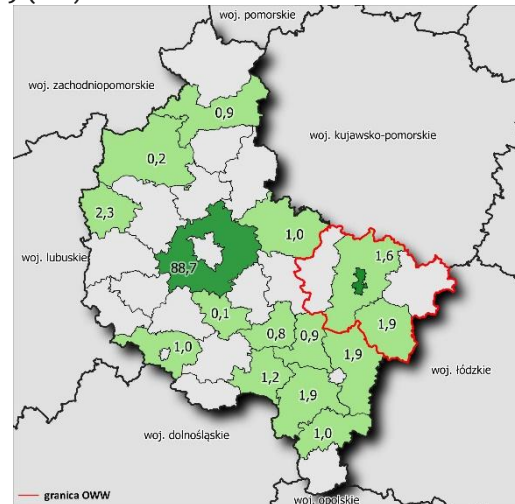 woj. pomorskie
woj. zachodniopomorskie
0,9
woj. kujawsko-pomorskie
0,2
2,3
1,0
1,6
woj. lubuskie
88,7
0,1
1,9
0,8
0,9
1,0
1,9
woj. łódzkie
1,2
1,9
woj. dolnośląskie
1,0
granica OWW
woj. opolskie